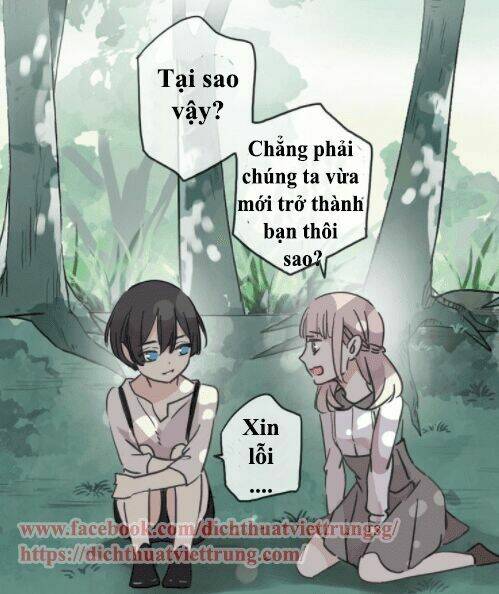 Tại sao
vậy?
Chẳng phải
chúng ta vừa
mới trở thành
bạn thôi
sao?
Xin
lỗi
....
www.facebook.com/dichthuatviettrungsg/
https://dichthuatviettrung.com/